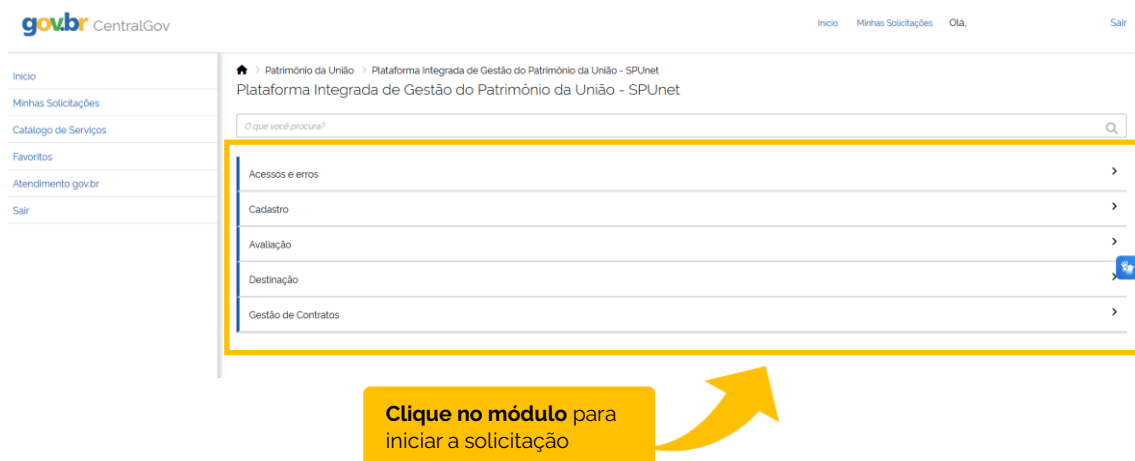 gov.br CentralGov
Inicio Minhas Solicitações Olá, Sair
Inicio
Minhas Solicitações
Catálogo de Serviços
Favoritos
Atendimento gov.br
Sair
> Patrimônio da União > Plataforma Integrada de Gestão do Patrimônio da União - SPUnet
Plataforma Integrada de Gestão do Patrimônio da União - SPUnet
O que você procura?
Acessos e erros
Cadastro
Avaliação
Destinação
Gestão de Contratos
Clique no módulo para
iniciar a solicitação